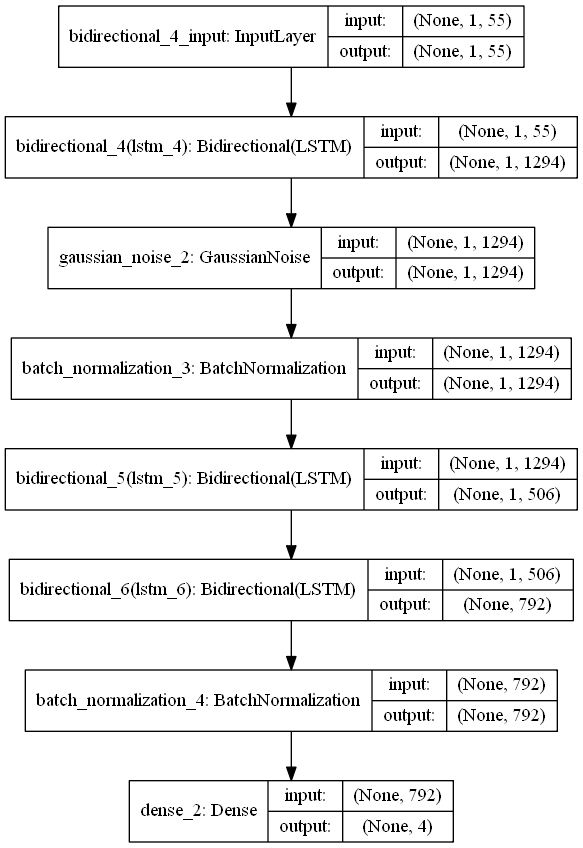 bidirectional_4_input: InputLayer
input: (None, 1, 55)
output: (None, 1, 55)
bidirectional_4(lstm_4): Bidirectional(LSTM)
input: (None, 1, 55)
output: (None, 1, 1294)
gaussian_noise_2: GaussianNoise
input: (None, 1, 1294)
output: (None, 1, 1294)
batch_normalization_3: BatchNormalization
input: (None, 1, 1294)
output: (None, 1, 1294)
bidirectional_5(lstm_5): Bidirectional(LSTM)
input: (None, 1, 1294)
output: (None, 1, 506)
bidirectional_6(lstm_6): Bidirectional(LSTM)
input: (None, 1, 506)
output: (None, 792)
batch_normalization_4: BatchNormalization
input: (None, 792)
output: (None, 792)
dense_2: Dense
input: (None, 792)
output: (None, 4)